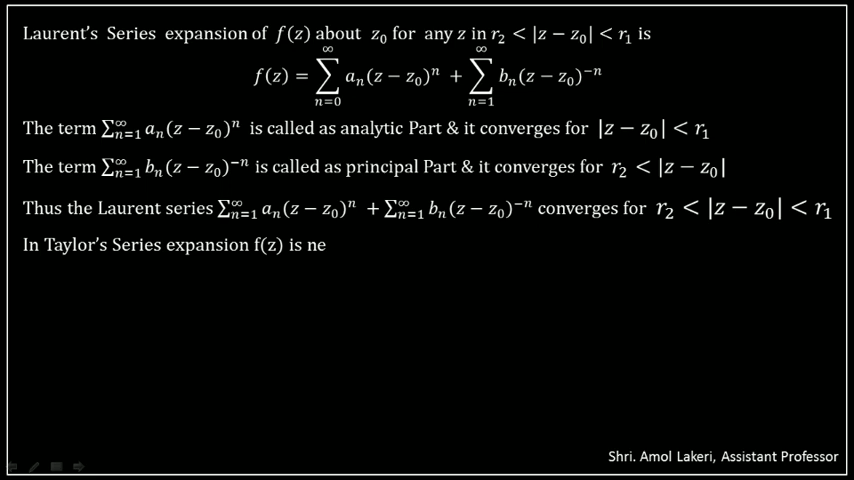 Laurent's Series expansion of f(z) about z₀ for any z in r₂ < |z − z₀| < r₁ is
f(z) = ∑_{n=0}^{∞} aₙ(z − z₀)ⁿ + ∑_{n=1}^{∞} bₙ(z − z₀)⁻ⁿ
The term ∑_{n=1}^{∞} aₙ(z − z₀)ⁿ is called as analytic Part & it converges for |z − z₀| < r₁
The term ∑_{n=1}^{∞} bₙ(z − z₀)⁻ⁿ is called as principal Part & it converges for r₂ < |z − z₀|
Thus the Laurent series ∑_{n=1}^{∞} aₙ(z − z₀)ⁿ + ∑_{n=1}^{∞} bₙ(z − z₀)⁻ⁿ converges for r₂ < |z − z₀| < r₁
In Taylor's Series expansion f(z) is ne
Shri. Amol Lakeri, Assistant Professor